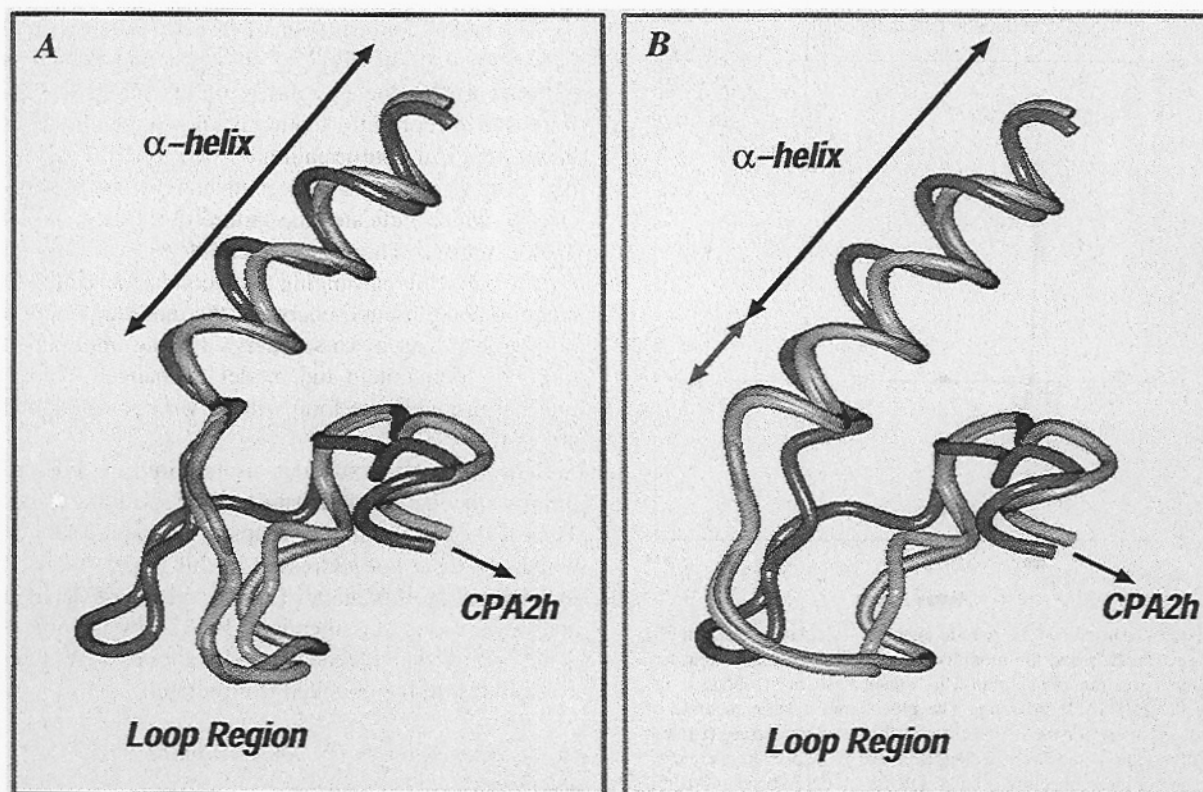 A
α–helix
CPA2h
Loop Region
B
α–helix
CPA2h
Loop Region